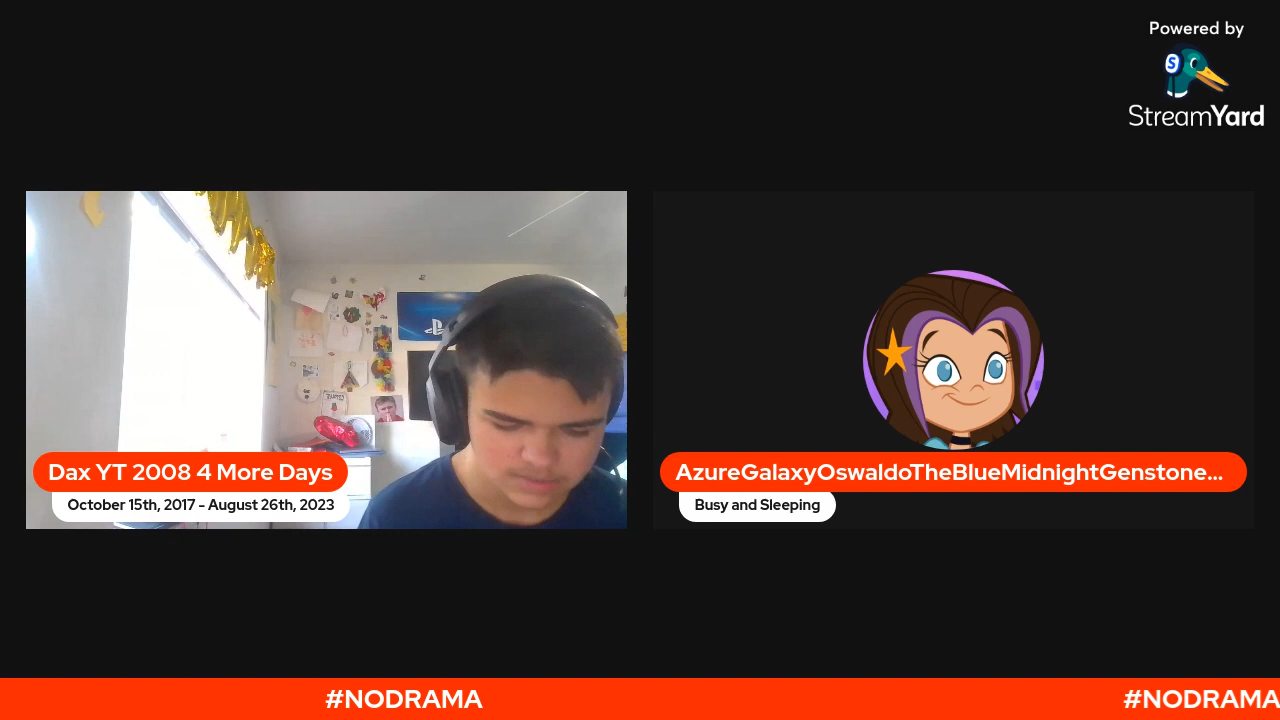 Powered by
S
StreamYard
Dax YT 2008 4 More Days
October 15th, 2017 - August 26th, 2023
AzureGalaxyOswaldoTheBlueMidnightGenstone...
Busy and Sleeping
#NODRAMA
#NODRAMA